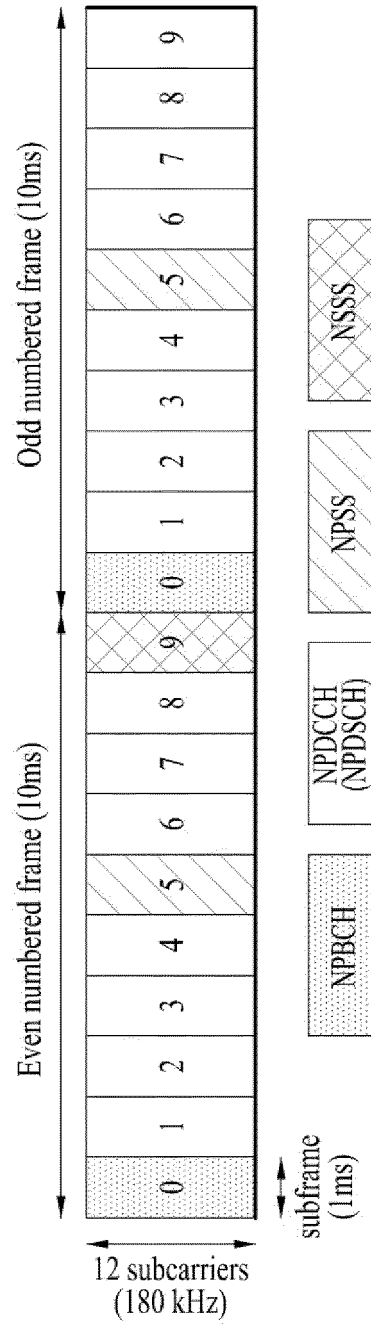 Even numbered frame (10ms)
Odd numbered frame (10ms)
12 subcarriers
(180 kHz)
0 1 2 3 4 5 6 7 8 9 0 1 2 3 4 5 6 7 8 9
subframe
(1ms)
NPBCH
NPDCCH
(NPDSCH)
NPSS
NSSS